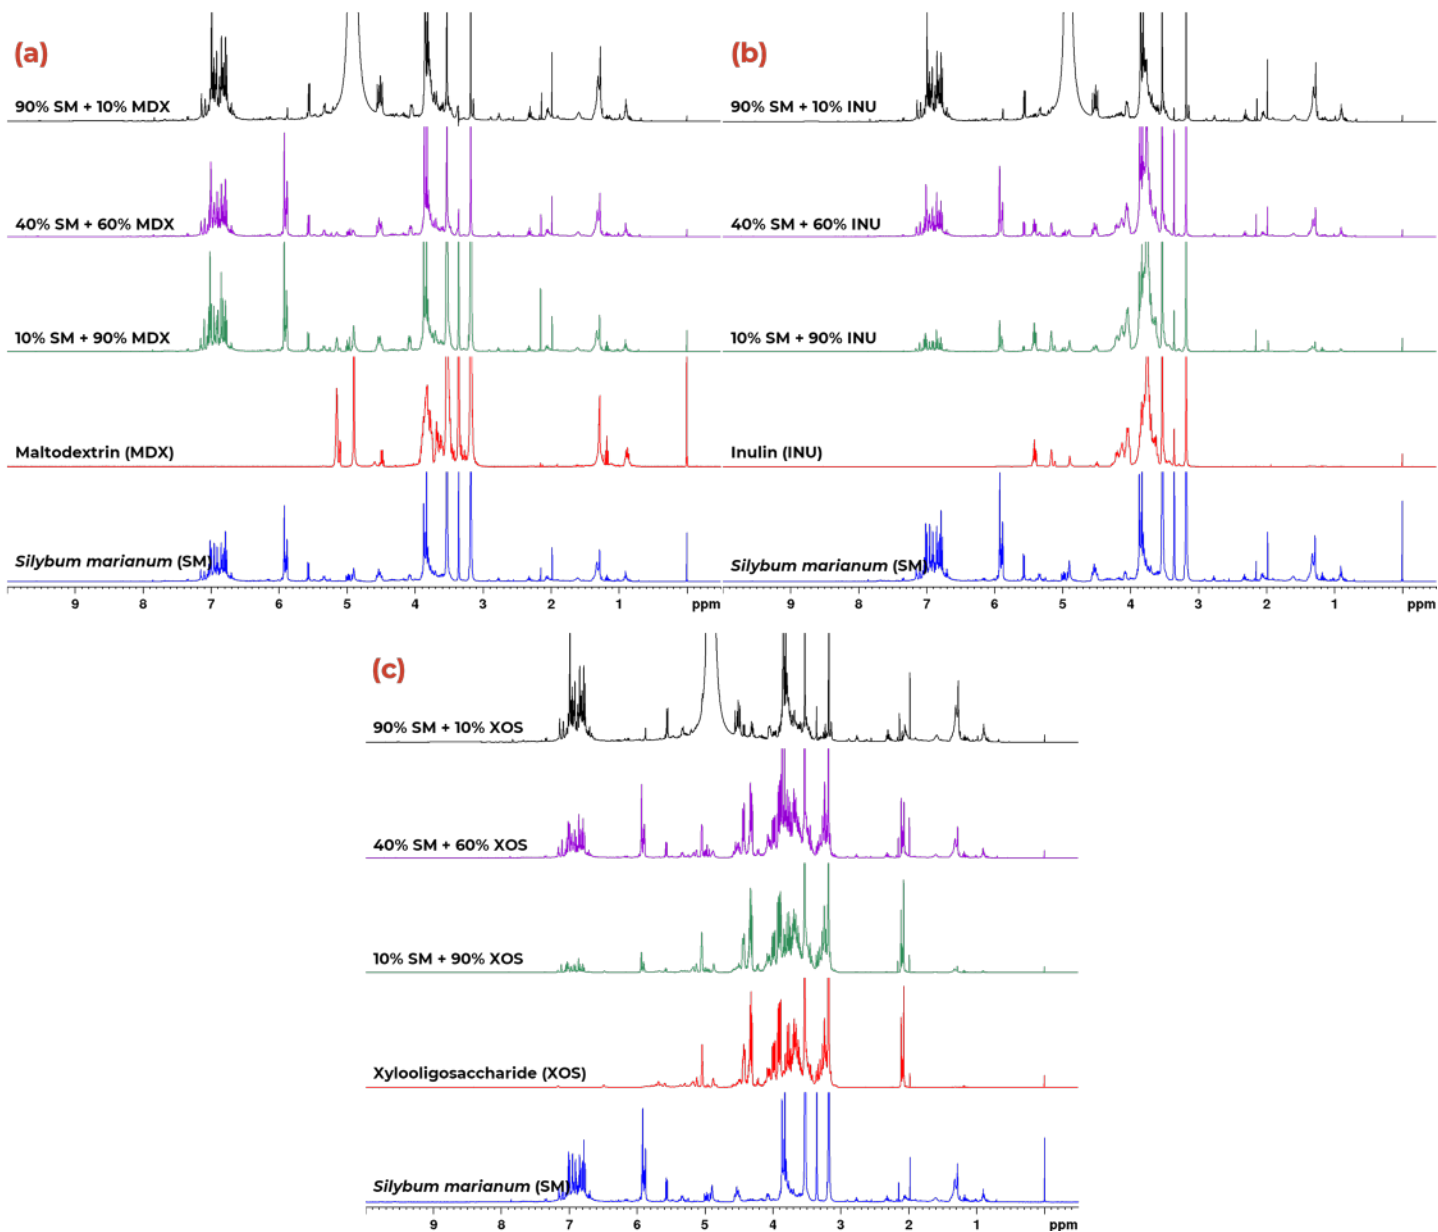 (a)
90% SM + 10% MDX
40% SM + 60% MDX
10% SM + 90% MDX
Maltodextrin (MDX)
Silybum marianum (SM)
9 8 7 6 5 4 3 2 1 ppm
(b)
90% SM + 10% INU
40% SM + 60% INU
10% SM + 90% INU
Inulin (INU)
Silybum marianum (SM)
9 8 7 6 5 4 3 2 1 ppm
(c)
90% SM + 10% XOS
40% SM + 60% XOS
10% SM + 90% XOS
Xylooligosaccharide (XOS)
Silybum marianum (SM)
9 8 7 6 5 4 3 2 1 ppm